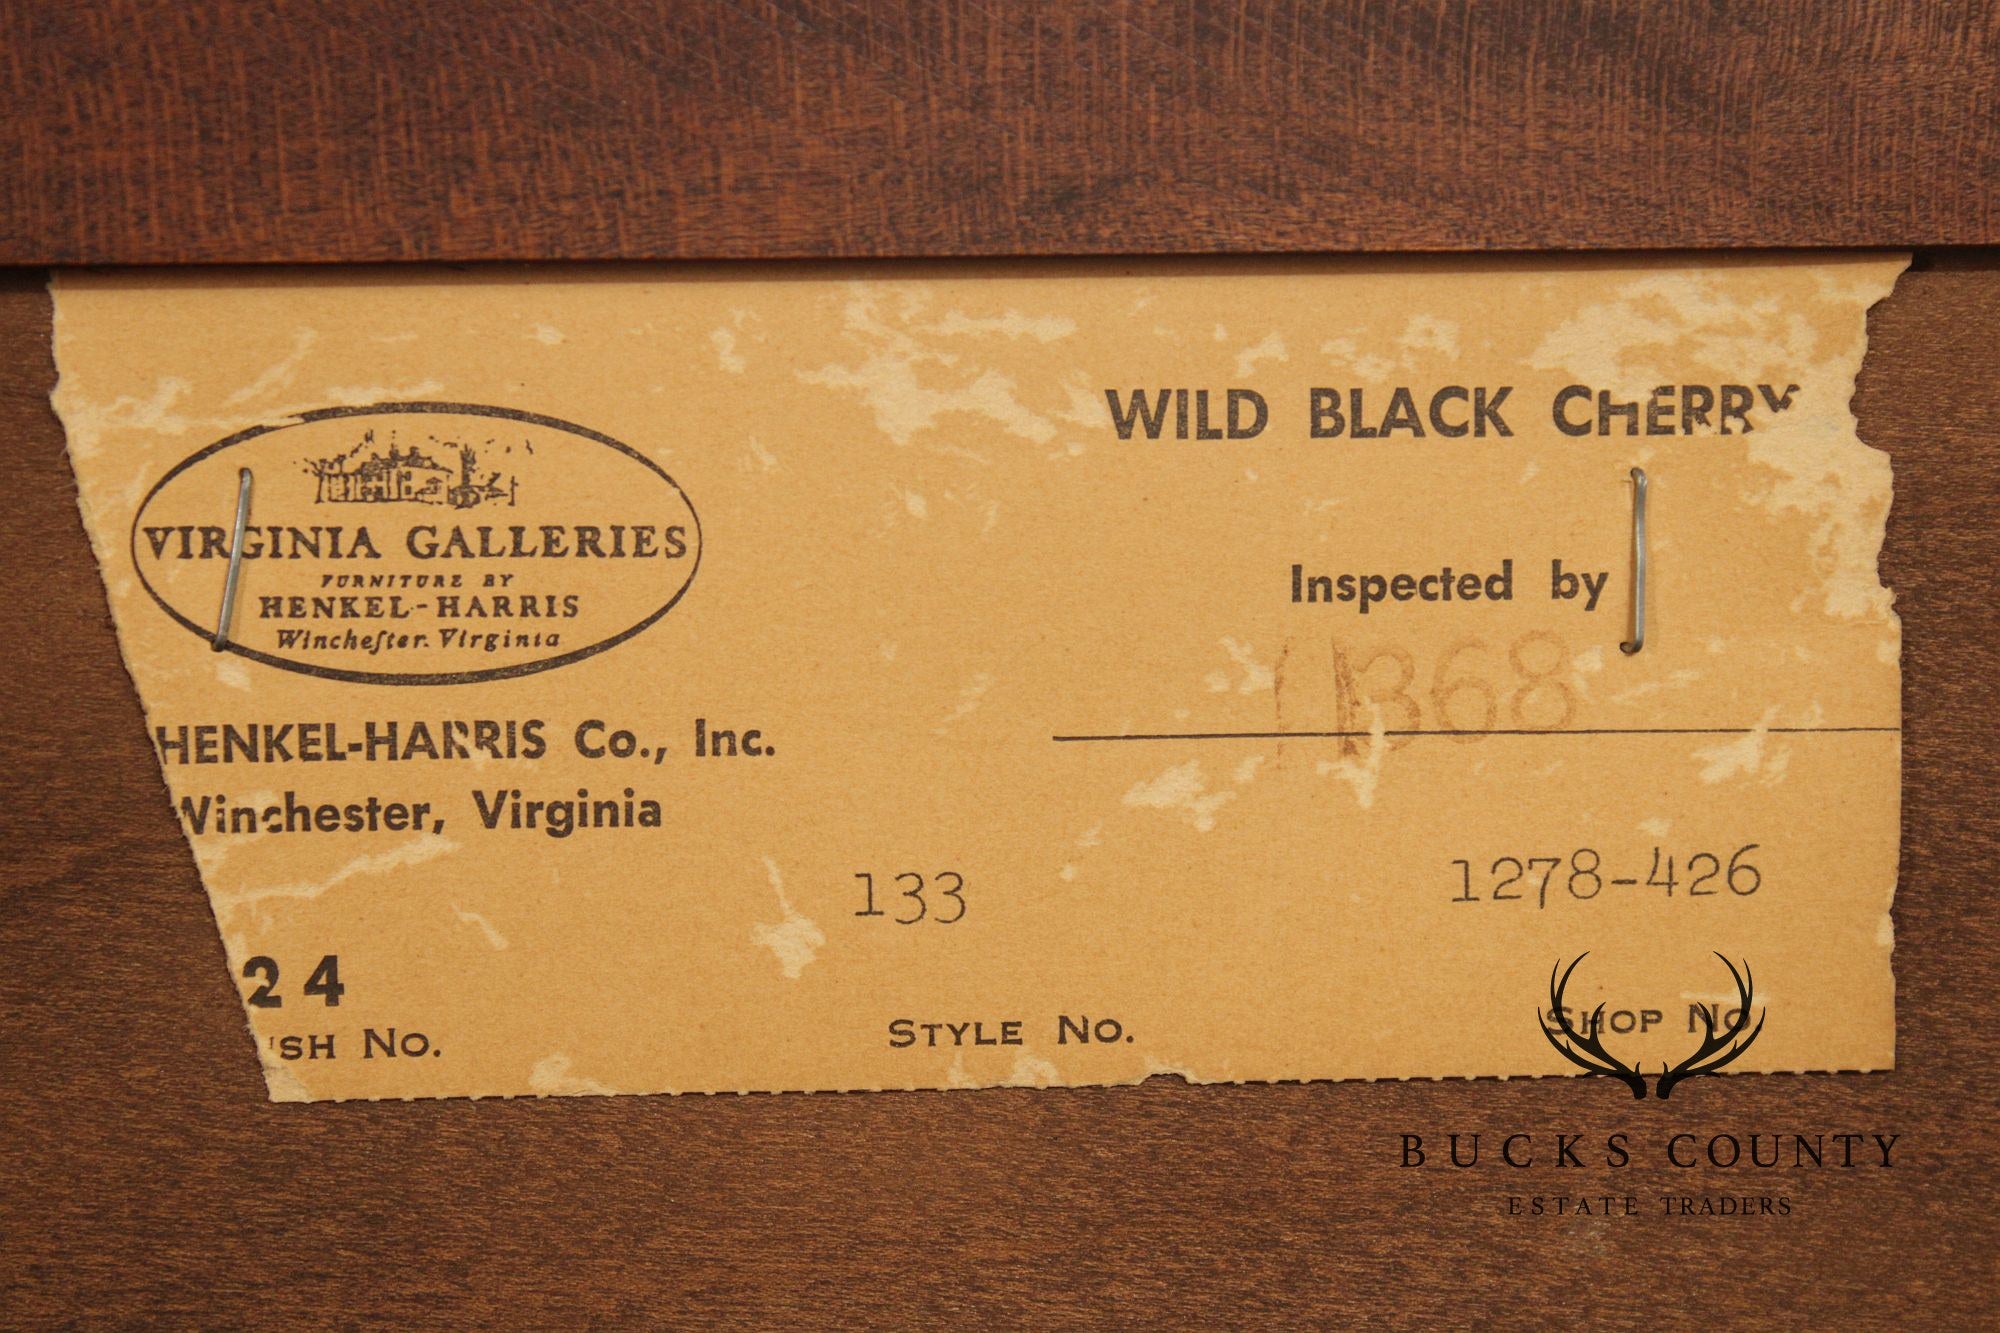 WILD BLACK CHERRY
VIRGINIA GALLERIES
FURNITURE BY
HENKEL-HARRIS
Winchester, Virginia
Inspected by
HENKEL-HARRIS Co., Inc.
Winchester, Virginia
133
1278-426
24
ISH No.
STYLE No.
SHOP No
BUCKS COUNTY
ESTATE TRADERS